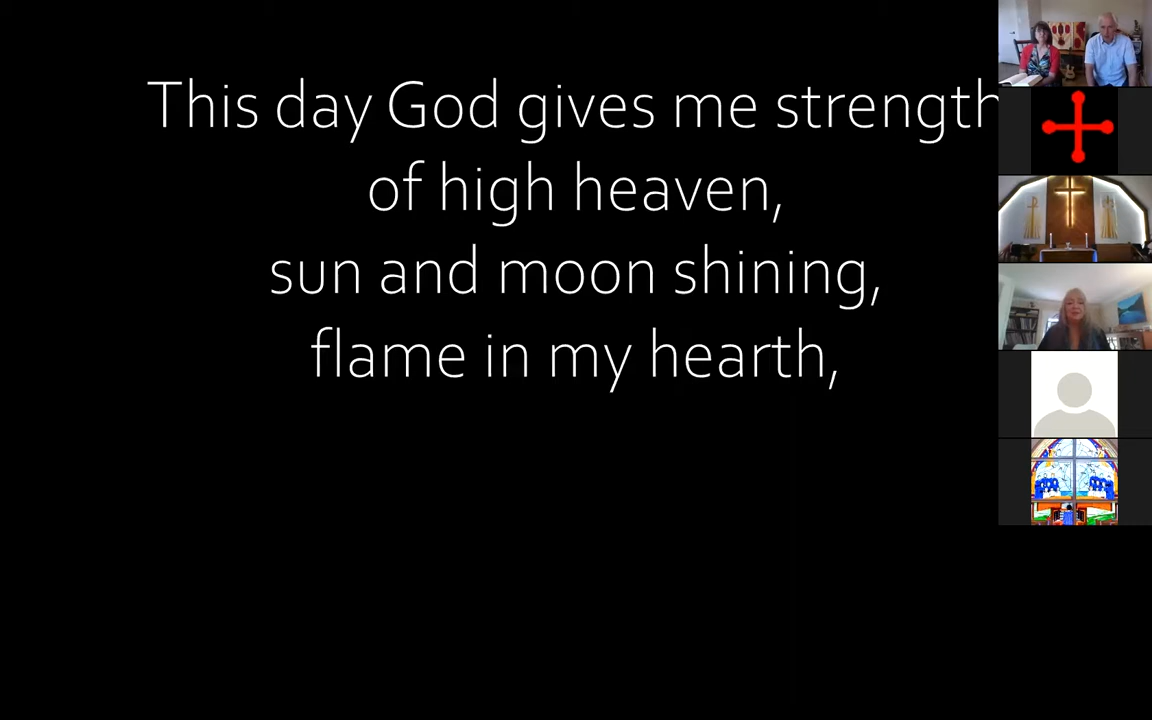 This day God gives me strength
of high heaven,
sun and moon shining,
flame in my hearth,